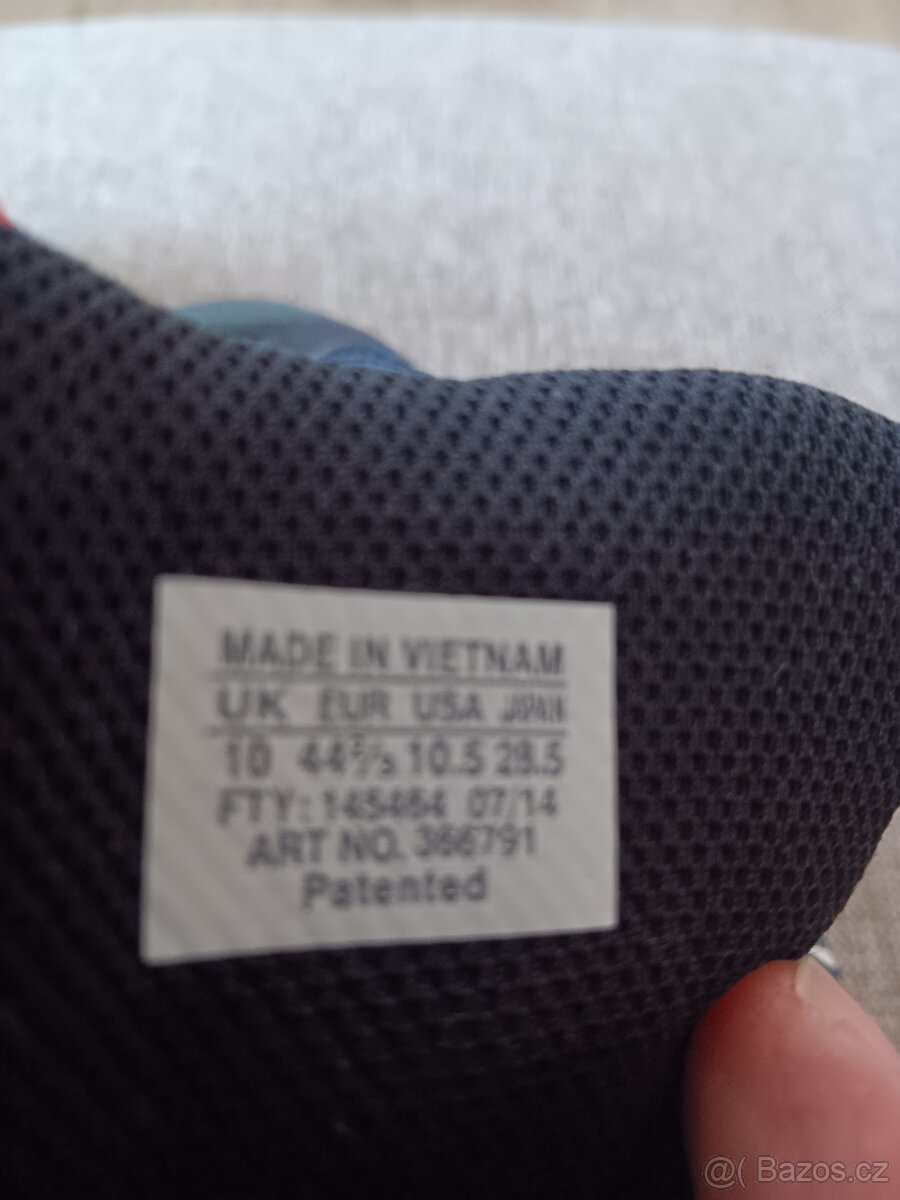 MADE IN VIETNAM
UK EUR USA JAPAN
10 44⅔ 10.5 28.5
FTY: 145464 07/14
ART NO. 366791
Patented
@( Bazos.cz